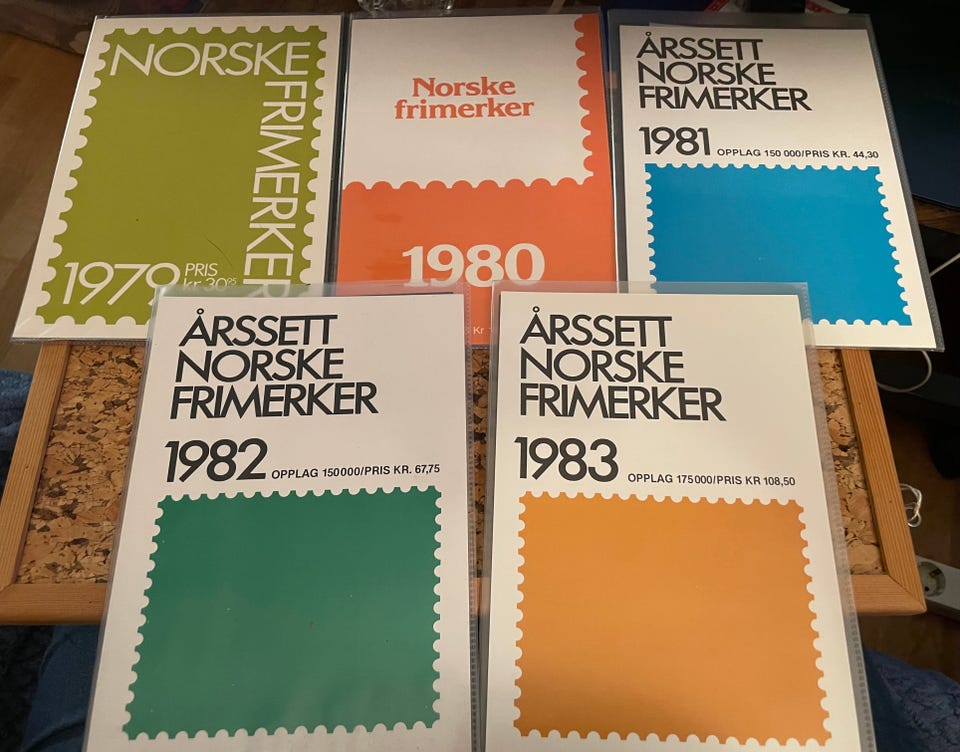 NORSKE
FRIMERKER
1979
PRIS
kr 30⁹⁵
Norske
frimerker
1980
Kr
ÅRSSETT
NORSKE
FRIMERKER
1981 OPPLAG 150 000/PRIS KR. 44,30
ÅRSSETT
NORSKE
FRIMERKER
1982 OPPLAG 150000/PRIS KR. 67,75
ÅRSSETT
NORSKE
FRIMERKER
1983 OPPLAG 175000/PRIS KR 108,50